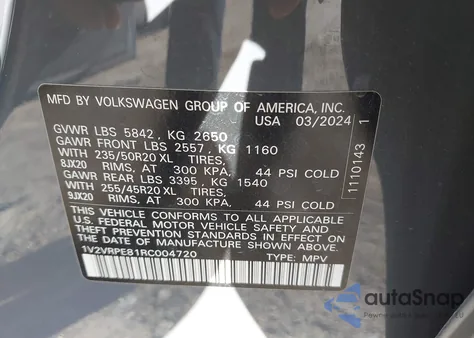 MFD BY VOLKSWAGEN GROUP OF AMERICA, INC.
USA 03/2024
GVWR LBS 5842, KG 2650
GAWR FRONT LBS 2557, KG 1160
235/50R20 XL TIRES,
8JX20 RIMS, AT 300 KPA, 44 PSI COLD
GAWR REAR LBS 3395, KG 1540
255/45R20 XL TIRES,
9JX20 RIMS, AT 300 KPA, 44 PSI COLD
THIS VEHICLE CONFORMS TO ALL APPLICABLE
FEDERAL MOTOR VEHICLE SAFETY AND
THEFT PREVENTION STANDARDS IN EFFECT
ON THE DATE OF MANUFACTURE SHOWN ABOVE.
1V2VRPE81RC004720 TYPE: MPV
1110143 1
autoSnap